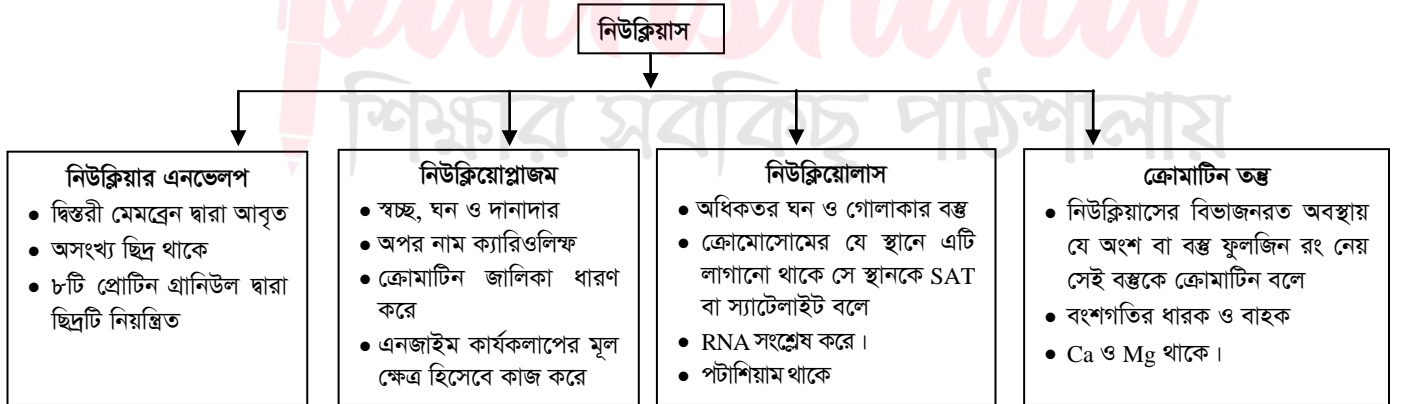 pathshala
নিউক্লিয়াস
শিক্ষার সবকিছু পাঠশালায়
নিউক্লিয়ার এনভেলপ
● দ্বিস্তরী মেমব্রেন দ্বারা আবৃত
● অসংখ্য ছিদ্র থাকে
● ৮টি প্রোটিন গ্রানিউল দ্বারা
ছিদ্রটি নিয়ন্ত্রিত
নিউক্লিয়োপ্লাজম
● স্বচ্ছ, ঘন ও দানাদার
● অপর নাম ক্যারিওলিম্ফ
● ক্রোমাটিন জালিকা ধারণ
করে
● এনজাইম কার্যকলাপের মূল
ক্ষেত্র হিসেবে কাজ করে
নিউক্লিয়োলাস
● অধিকতর ঘন ও গোলাকার বস্তু
● ক্রোমোসোমের যে স্থানে এটি
লাগানো থাকে সে স্থানকে SAT
বা স্যাটেলাইট বলে
● RNA সংশ্লেষ করে।
● পটাশিয়াম থাকে
ক্রোমাটিন তন্তু
● নিউক্লিয়াসের বিভাজনরত অবস্থায়
যে অংশ বা বস্তু ফুলজিন রং নেয়
সেই বস্তুকে ক্রোমাটিন বলে
● বংশগতির ধারক ও বাহক
● Ca ও Mg থাকে।